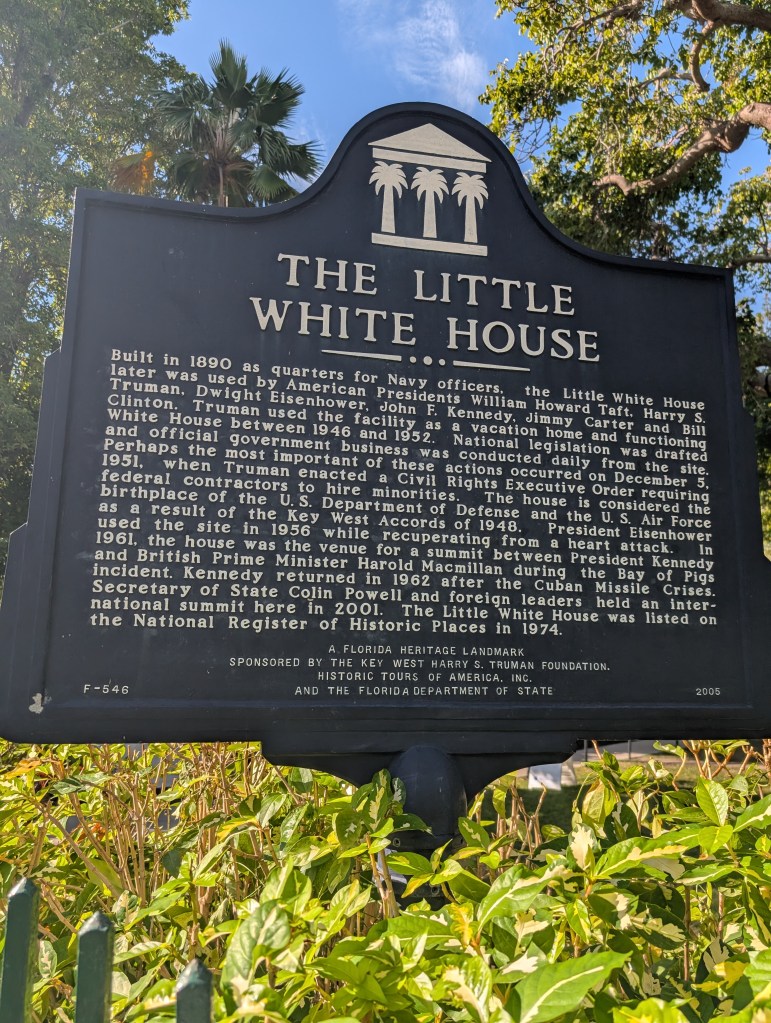 THE LITTLE
WHITE HOUSE
Built in 1890 as quarters for Navy officers, the Little White House
later was used by American Presidents William Howard Taft, Harry S.
Truman, Dwight Eisenhower, John F. Kennedy, Jimmy Carter and Bill
Clinton. Truman used the facility as a vacation home and functioning
White House between 1946 and 1952. National legislation was drafted
and official government business was conducted daily from the site.
Perhaps the most important of these actions occurred on December 5,
1951, when Truman enacted a Civil Rights Executive Order requiring
federal contractors to hire minorities. The house is considered the
birthplace of the U.S. Department of Defense and the U.S. Air Force
as a result of the Key West Accords of 1948. President Eisenhower
used the site in 1956 while recuperating from a heart attack. In
1961, the house was the venue for a summit between President Kennedy
and British Prime Minister Harold Macmillan during the Bay of Pigs
incident. Kennedy returned in 1962 after the Cuban Missile Crises.
Secretary of State Colin Powell and foreign leaders held an inter-
national summit here in 2001. The Little White House was listed on
the National Register of Historic Places in 1974.
A FLORIDA HERITAGE LANDMARK
SPONSORED BY THE KEY WEST HARRY S. TRUMAN FOUNDATION,
HISTORIC TOURS OF AMERICA, INC.
F-546 AND THE FLORIDA DEPARTMENT OF STATE 2005